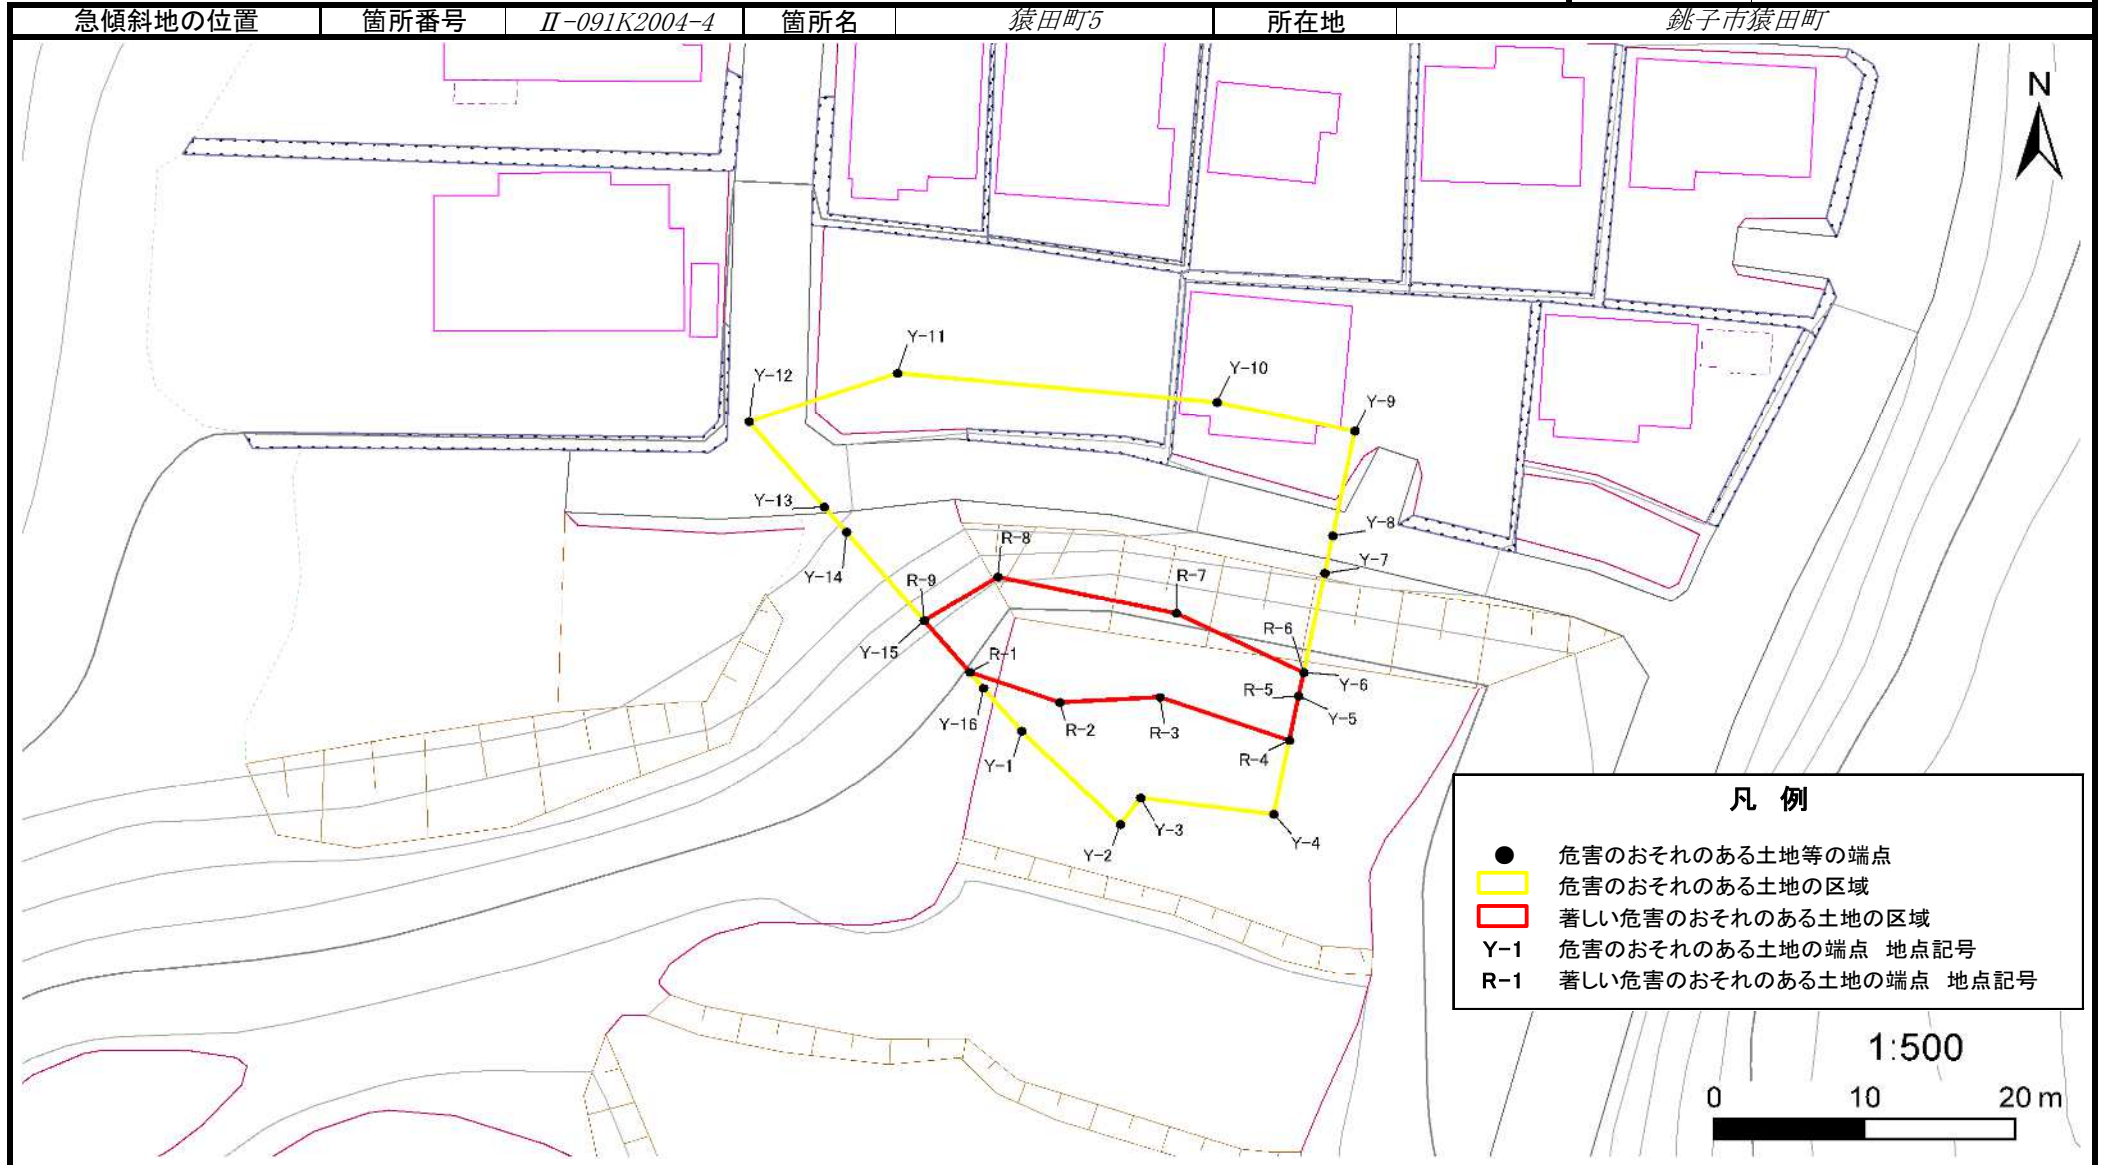 急傾斜地の位置 箇所番号 Ⅱ-091K2004-4 箇所名 猿田町5 所在地 銚子市猿田町
N
Y-11
Y-12
Y-10
Y-9
Y-13
Y-8
R-8
Y-7
Y-14
R-9
R-7
R-6
Y-15
R-1
Y-6
R-5
Y-5
Y-16
R-2
R-3
R-4
Y-1
Y-3
Y-4
Y-2
凡 例
危害のおそれのある土地等の端点
危害のおそれのある土地の区域
著しい危害のおそれのある土地の区域
Y-1 危害のおそれのある土地の端点 地点記号
R-1 著しい危害のおそれのある土地の端点 地点記号
1:500
0 10 20 m